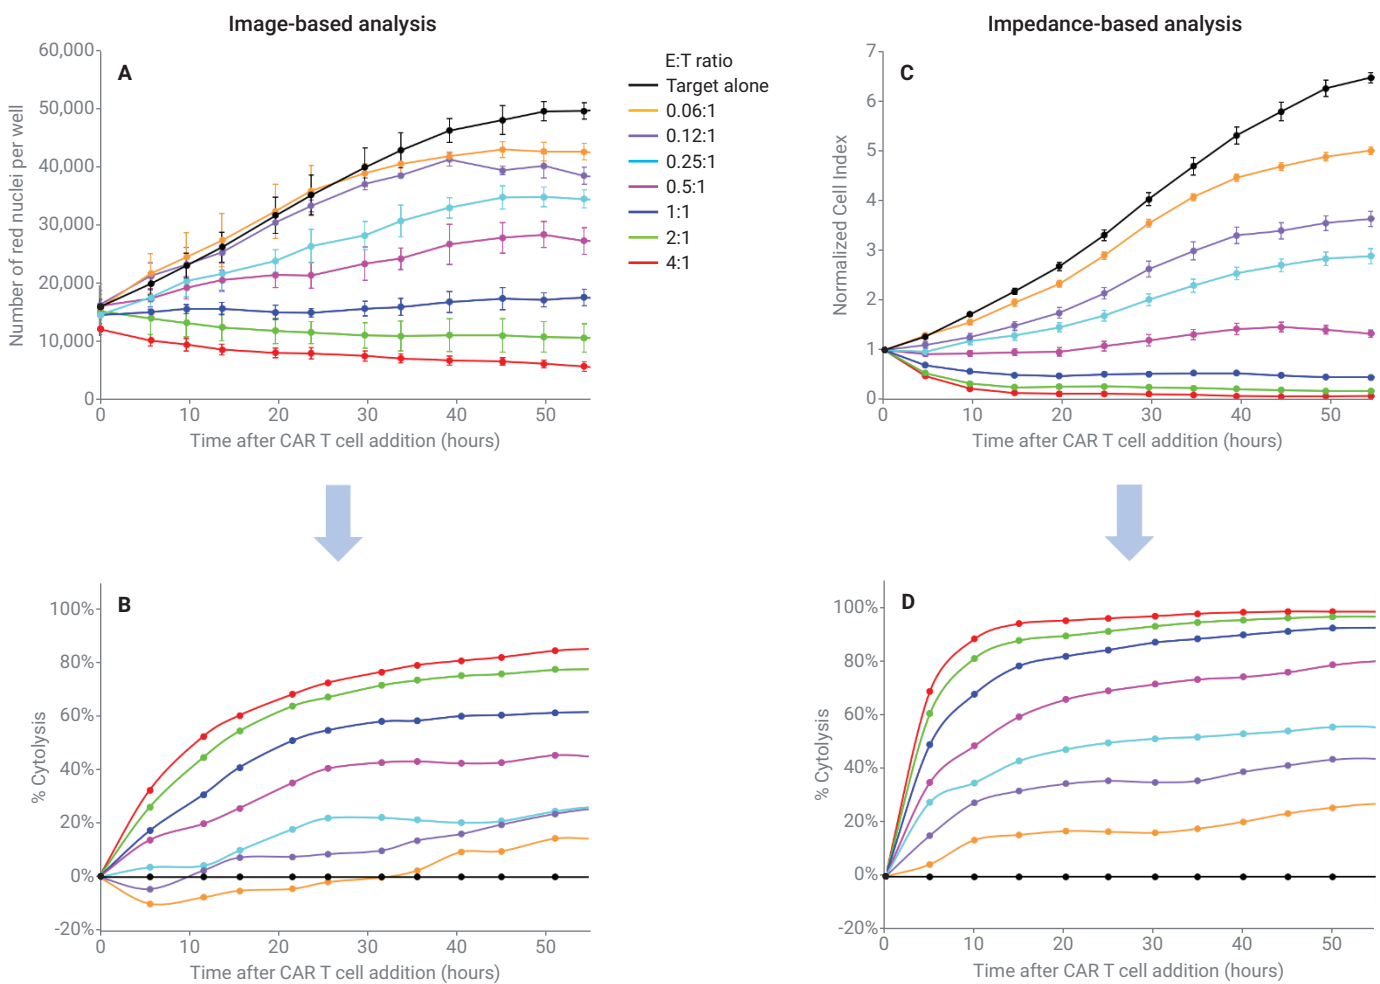 Image-based analysis
60,000
50,000
40,000
30,000
20,000
10,000
0
A
Number of red nuclei per well
0 10 20 30 40 50
Time after CAR T cell addition (hours)
E:T ratio
Target alone
0.06:1
0.12:1
0.25:1
0.5:1
1:1
2:1
4:1
Impedance-based analysis
7
6
5
4
3
2
1
0
C
Normalized Cell Index
0 10 20 30 40 50
Time after CAR T cell addition (hours)
B
100%
80%
60%
40%
20%
0%
-20%
% Cytolysis
0 10 20 30 40 50
Time after CAR T cell addition (hours)
D
100%
80%
60%
40%
20%
0%
-20%
% Cytolysis
0 10 20 30 40 50
Time after CAR T cell addition (hours)